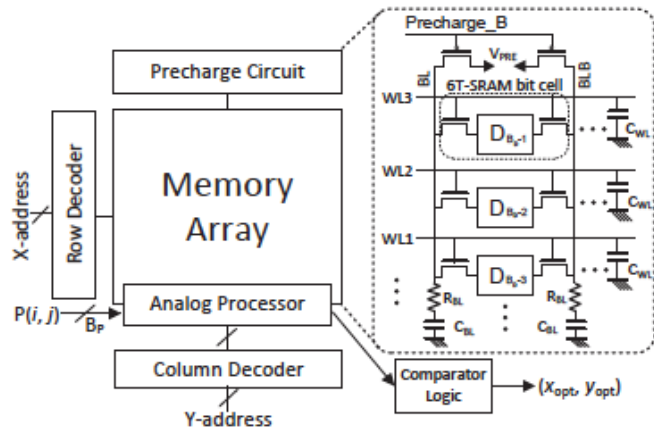 Precharge_B
Precharge Circuit
V_PRE
BL
BLB
6T-SRAM bit cell
WL3
D_{B_P-1}
C_WL
Row Decoder
X-address
Memory
Array
WL2
D_{B_P-2}
C_WL
WL1
D_{B_P-3}
C_WL
P(i, j)
B_P
Analog Processor
R_BL
R_BL
C_BL
C_BL
Column Decoder
Y-address
Comparator
Logic
(x_opt, y_opt)